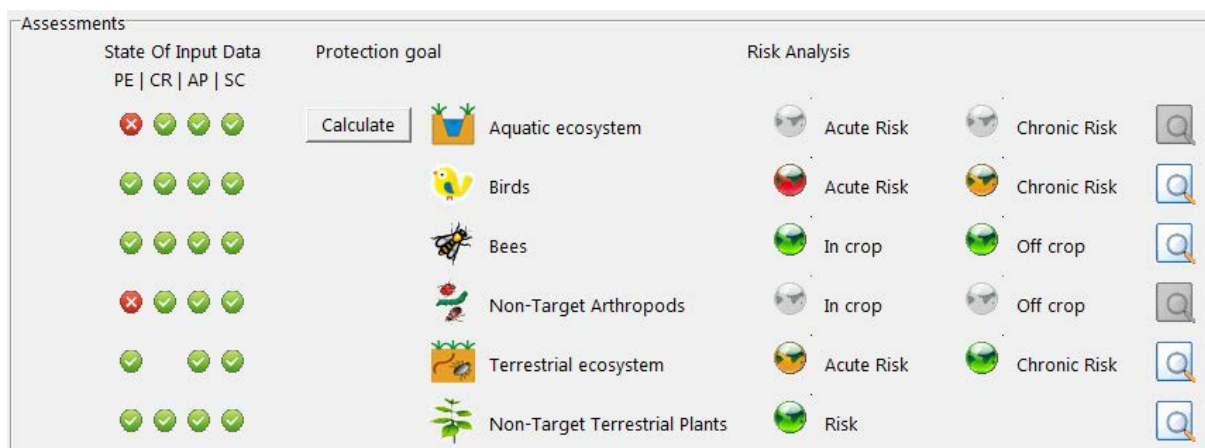 Assessments
State Of Input Data Protection goal Risk Analysis
PE | CR | AP | SC
Calculate Aquatic ecosystem Acute Risk Chronic Risk
Birds Acute Risk Chronic Risk
Bees In crop Off crop
Non-Target Arthropods In crop Off crop
Terrestrial ecosystem Acute Risk Chronic Risk
Non-Target Terrestrial Plants Risk